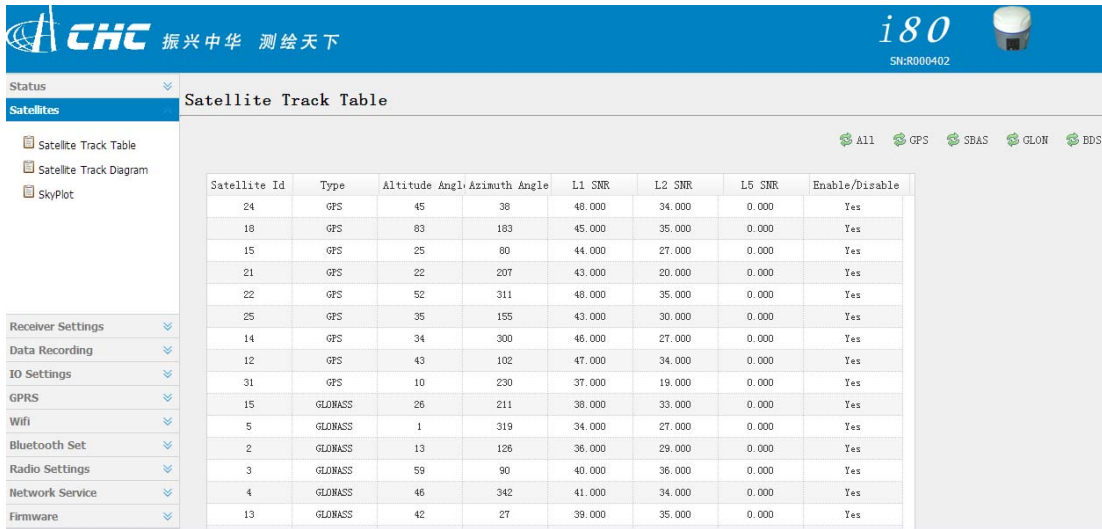 CHC 振兴中华 测绘天下
i80
SN:R000402
Status
Satellites
Satellite Track Table
Satellite Track Diagram
SkyPlot
Receiver Settings
Data Recording
IO Settings
GPRS
Wifi
Bluetooth Set
Radio Settings
Network Service
Firmware
Satellite Track Table
All GPS SBAS GLON BDS
Satellite Id Type Altitude Angl Azimuth Angle L1 SNR L2 SNR L5 SNR Enable/Disable
24 GPS 45 38 48.000 34.000 0.000 Yes
18 GPS 83 183 45.000 35.000 0.000 Yes
15 GPS 25 80 44.000 27.000 0.000 Yes
21 GPS 22 207 43.000 20.000 0.000 Yes
22 GPS 52 311 48.000 35.000 0.000 Yes
25 GPS 35 155 43.000 30.000 0.000 Yes
14 GPS 34 300 46.000 27.000 0.000 Yes
12 GPS 43 102 47.000 34.000 0.000 Yes
31 GPS 10 230 37.000 19.000 0.000 Yes
15 GLONASS 26 211 38.000 33.000 0.000 Yes
5 GLONASS 1 319 34.000 27.000 0.000 Yes
2 GLONASS 13 126 36.000 29.000 0.000 Yes
3 GLONASS 59 90 40.000 36.000 0.000 Yes
4 GLONASS 46 342 41.000 34.000 0.000 Yes
13 GLONASS 42 27 39.000 35.000 0.000 Yes